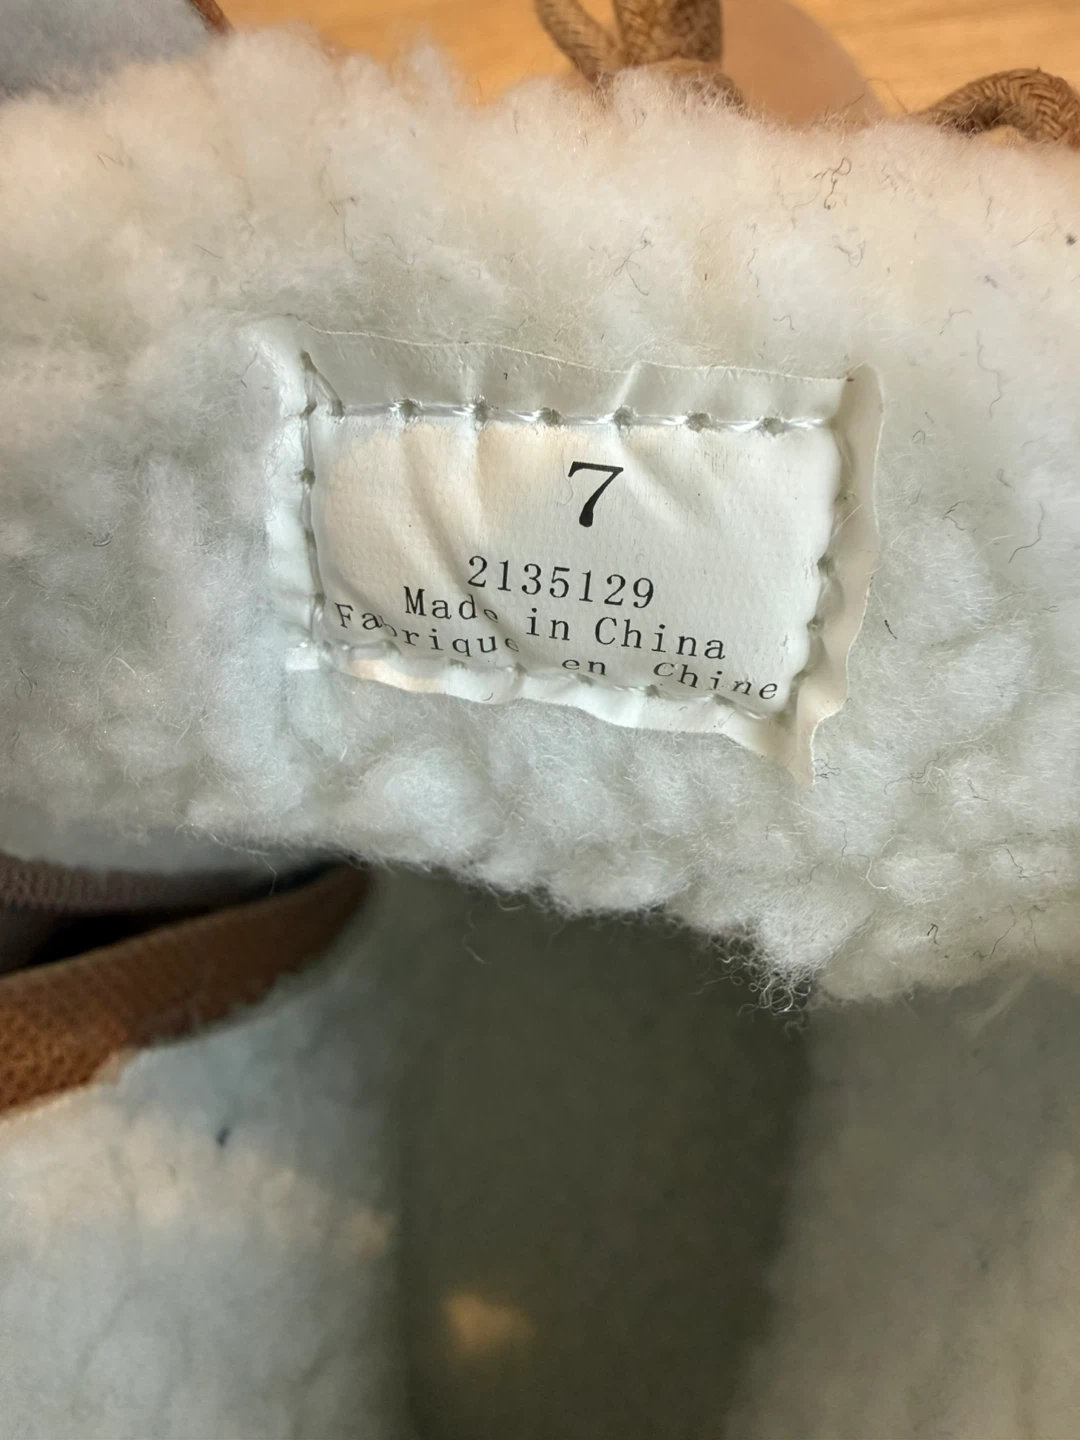 7
2135129
Made in China
Fabrique en chine